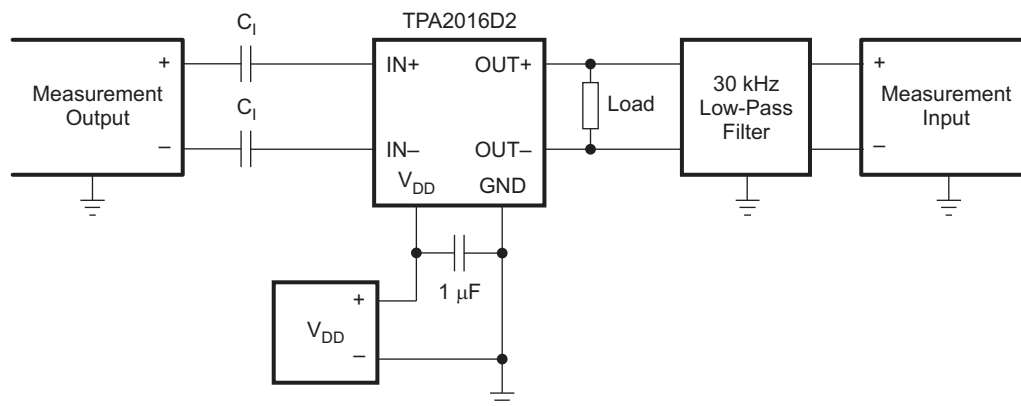 TPA2016D2
C_I
+
IN+
OUT+
+
Measurement
Output
C_I
Load
30 kHz
Low-Pass
Filter
Measurement
Input
–
IN–
OUT–
–
V_DD
GND
1 μF
+
V_DD
–